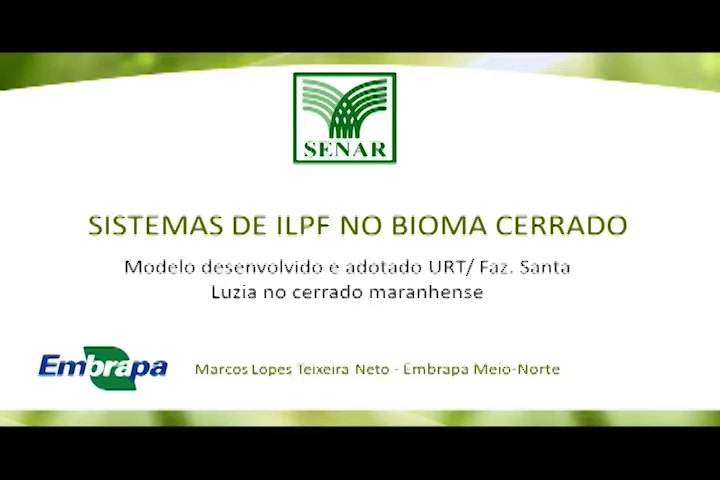 SENAR
SISTEMAS DE ILPF NO BIOMA CERRADO
Modelo desenvolvido e adotado URT/ Faz. Santa
Luzia no cerrado maranhense
Embrapa
Marcos Lopes Teixeira Neto - Embrapa Meio-Norte